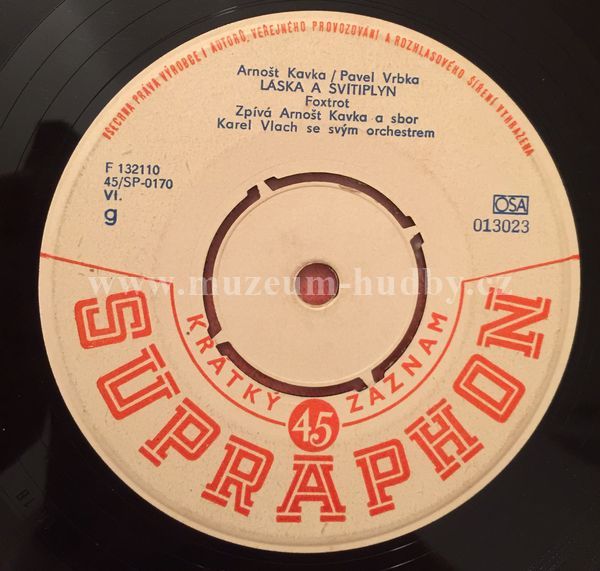 VŠECHNA PRÁVA VÝROBCE I AUTORŮ, VEŘEJNÉHO PROVOZOVÁNÍ A ROZHLASOVÉHO ŠÍŘENÍ VYHRAŽENA
Arnošt Kavka/Pavel Vrbka
LÁSKA A SVÍTIPLYN
Foxtrot
Zpívá Arnošt Kavka a sbor
Karel Vlach se svým orchestrem
F 132110
45/SP-0170
VI.
g
OSA
013023
www.muzeum-hudby.cz
KRÁTKÝ 45 ZÁZNAM
SUPRAPHON